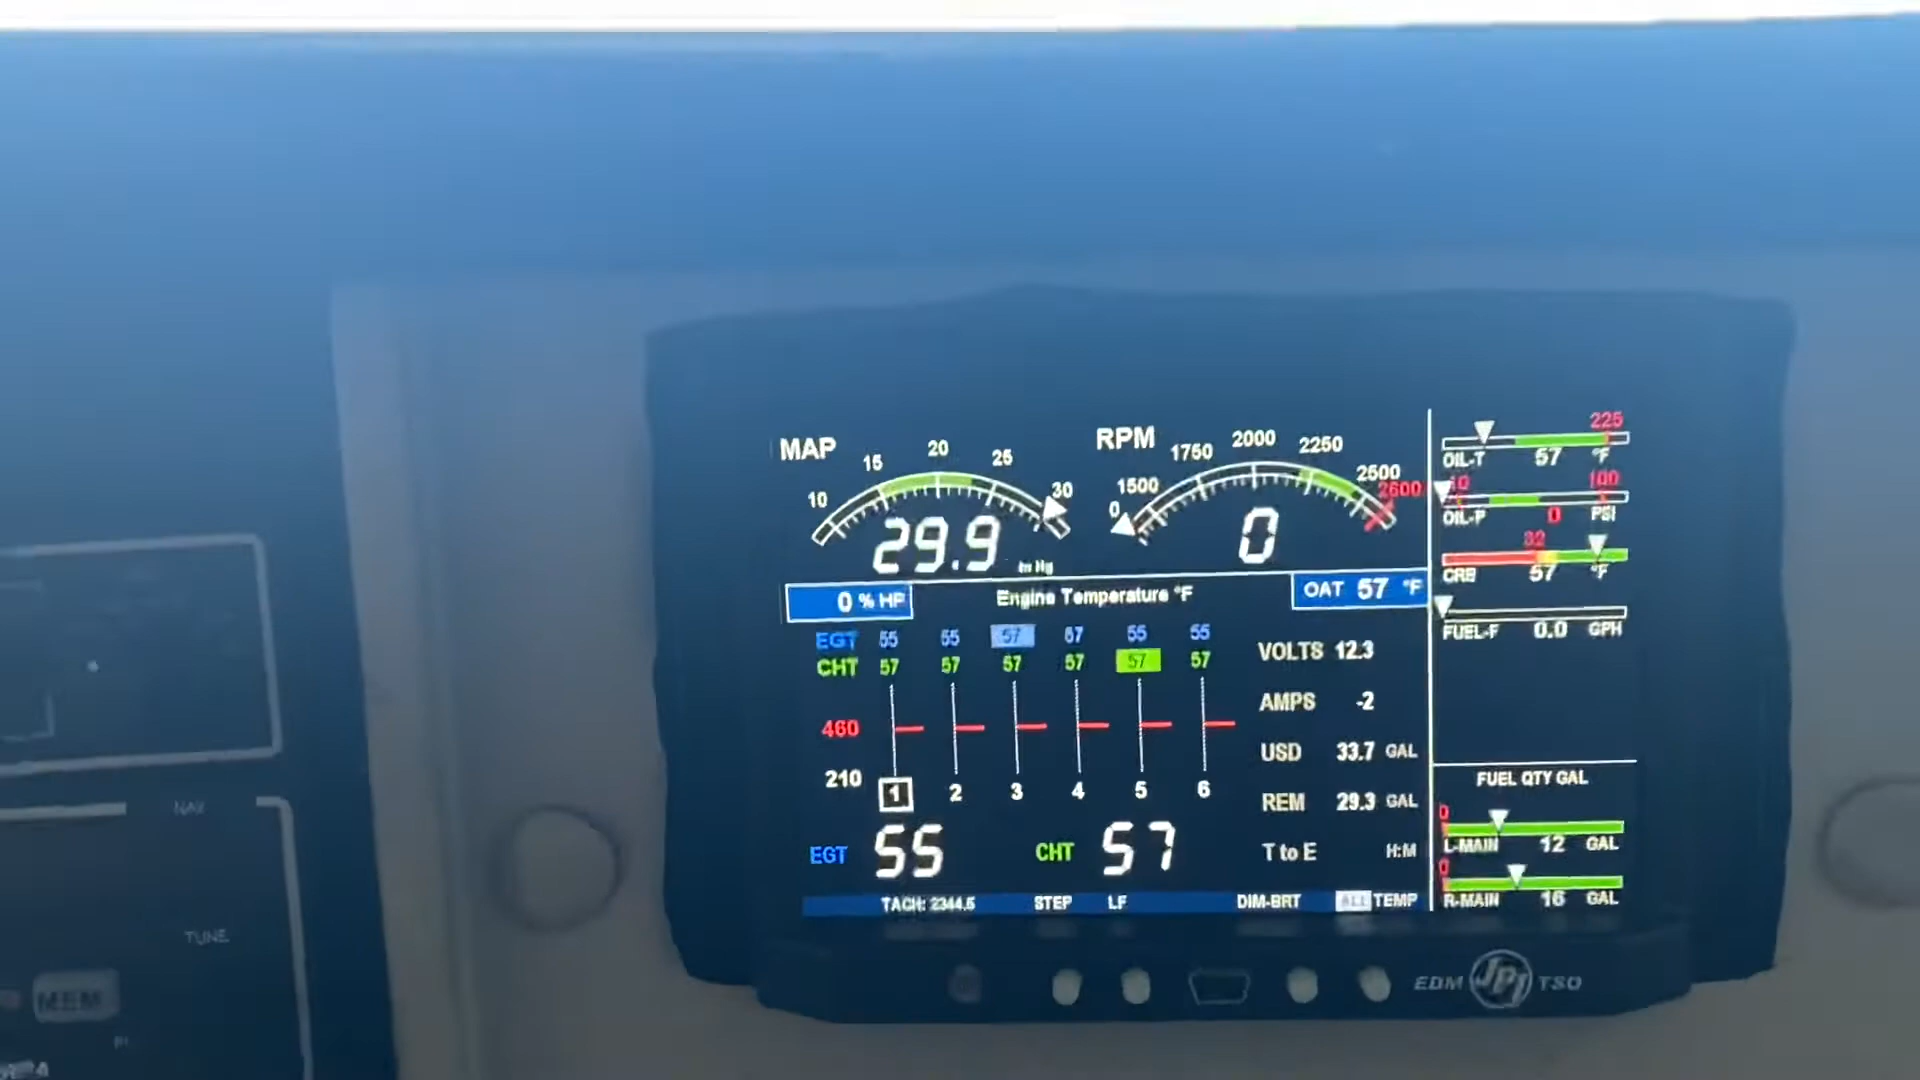 MAP
10 15 20 25 30
29.9 In Hg
RPM
0 1500 1750 2000 2250 2500 2600
0
225
OIL-T 57 °F
10 100
OIL-P 0 PSI
32
CRB 57 °F
FUEL-F 0.0 GPH
0 % HP
Engine Temperature °F
OAT 57 °F
EGT 55 55 57 57 55 55
CHT 57 57 57 57 57 57
460
210
1 2 3 4 5 6
EGT 55 CHT 57
VOLTS 12.3
AMPS -2
USD 33.7 GAL
REM 29.3 GAL
T to E H:M
FUEL QTY GAL
0
L-MAIN 12 GAL
0
R-MAIN 16 GAL
TACH: 2344.5 STEP LF DIM-BRT ALL TEMP
EDM JPI TSO
NAV
TUNE
MEM